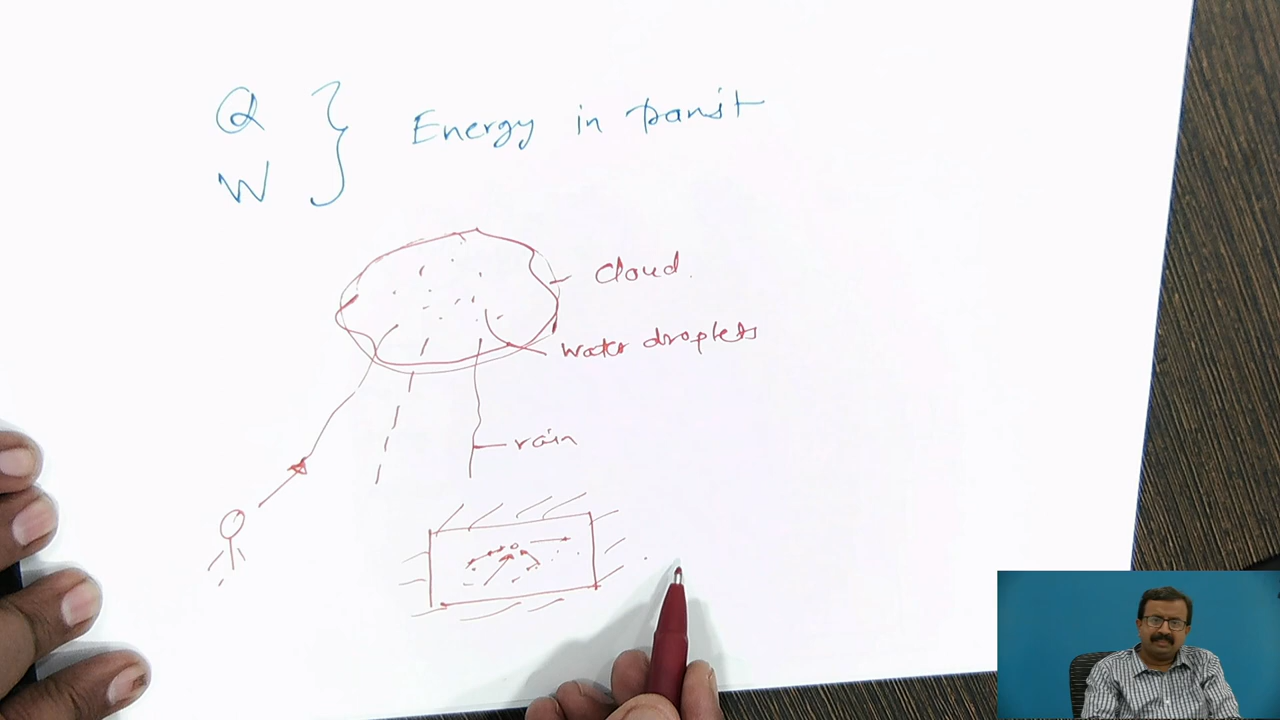 Q
W
Energy in transit
Cloud.
Water droplets
rain